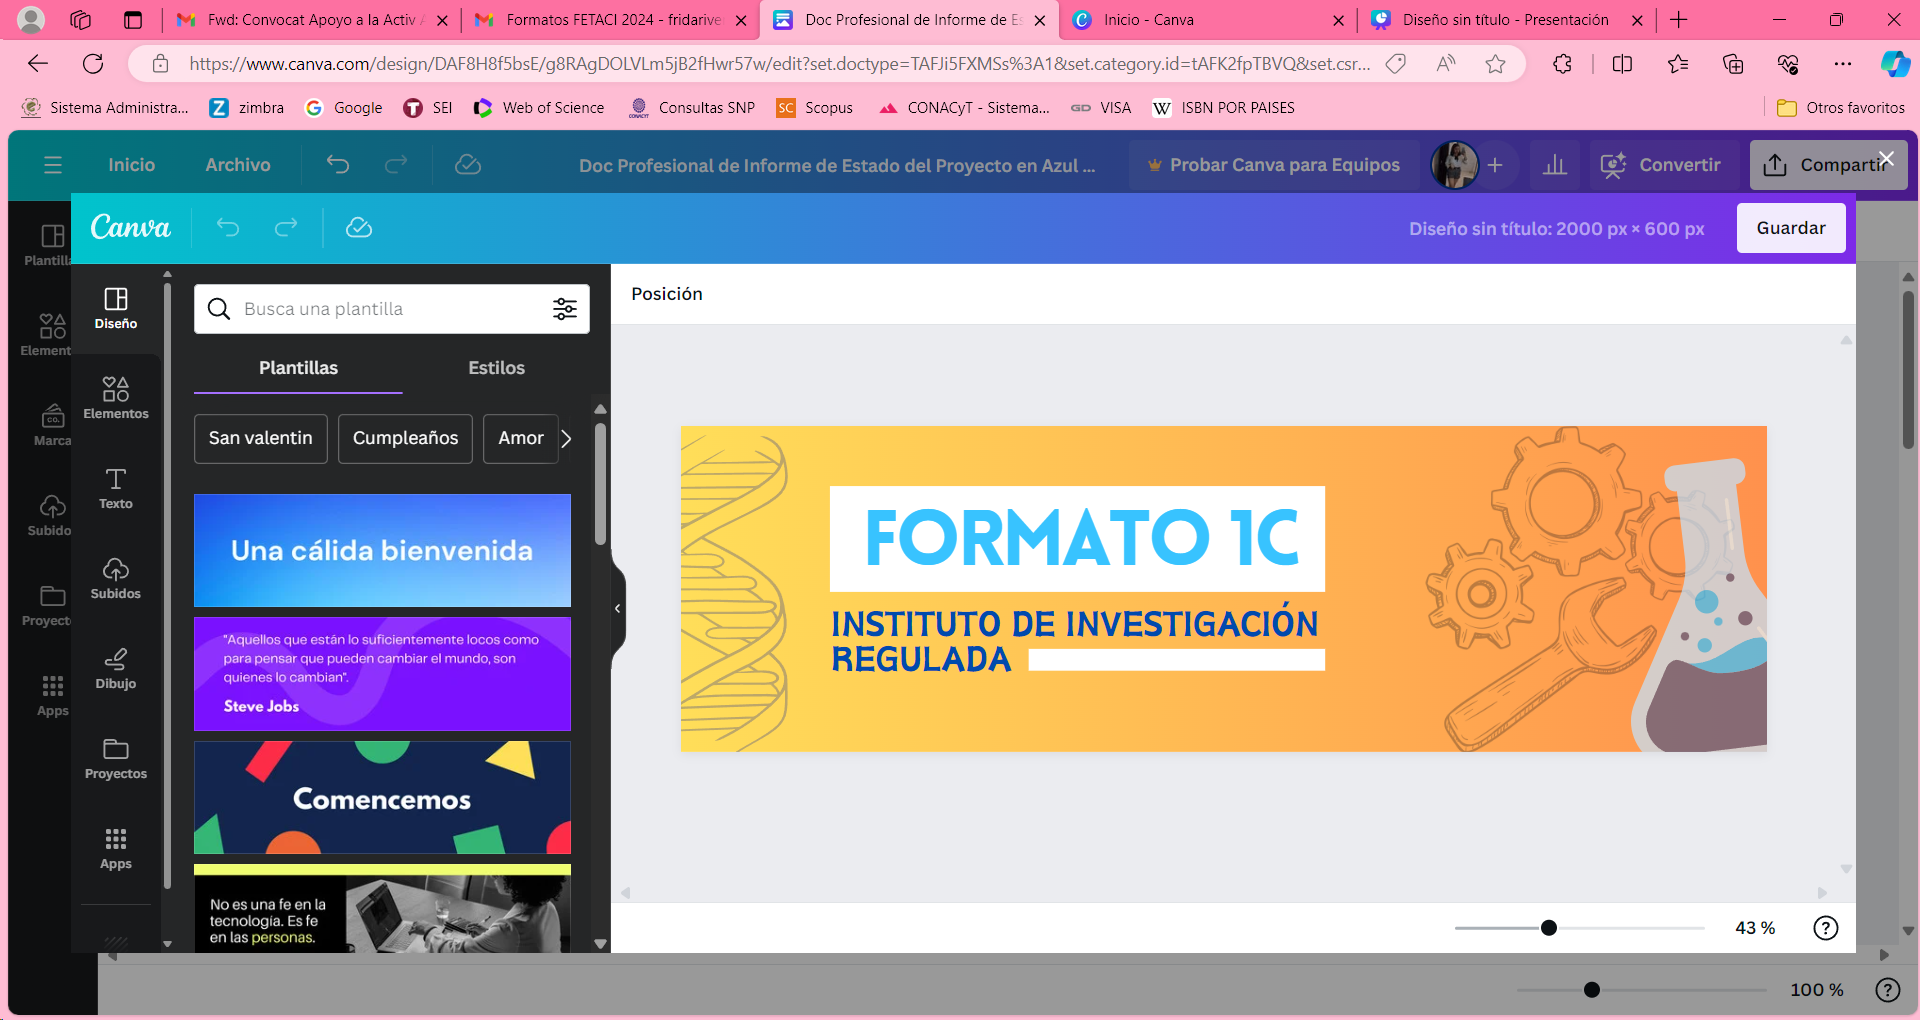 Fwd: Convocat Apoyo a la Activ
Formatos FETACI 2024 - fridarive
Doc Profesional de Informe de Es
Inicio - Canva
Diseño sin título - Presentación
https://www.canva.com/design/DAF8H8f5bsE/g8RAgDOLVLm5jB2fHwr57w/edit?set.doctype=TAFJi5FXMSs%3A1&set.category.id=tAFK2fpTBVQ&set.csr...
Sistema Administra...
zimbra
Google
SEI
Web of Science
Consultas SNP
SC Scopus
CONACyT - Sistema...
GD VISA
W ISBN POR PAISES
Otros favoritos
Inicio
Archivo
Doc Profesional de Informe de Estado del Proyecto en Azul ...
Probar Canva para Equipos
Convertir
Compartir
Canva
Diseño sin título: 2000 px × 600 px
Guardar
Plantilla
Element
CO.
Marca
Subido
Proyect
Apps
Diseño
Elementos
Texto
Subidos
Dibujo
Proyectos
Apps
Busca una plantilla
Plantillas
Estilos
San valentin
Cumpleaños
Amor
Una cálida bienvenida
"Aquellos que están lo suficientemente locos como
para pensar que pueden cambiar el mundo, son
quienes lo cambian".
Steve Jobs
Comencemos
No es una fe en la
tecnología. Es fe
en las personas.
Posición
FORMATO 1C
INSTITUTO DE INVESTIGACIÓN
REGULADA
43 %
100 %